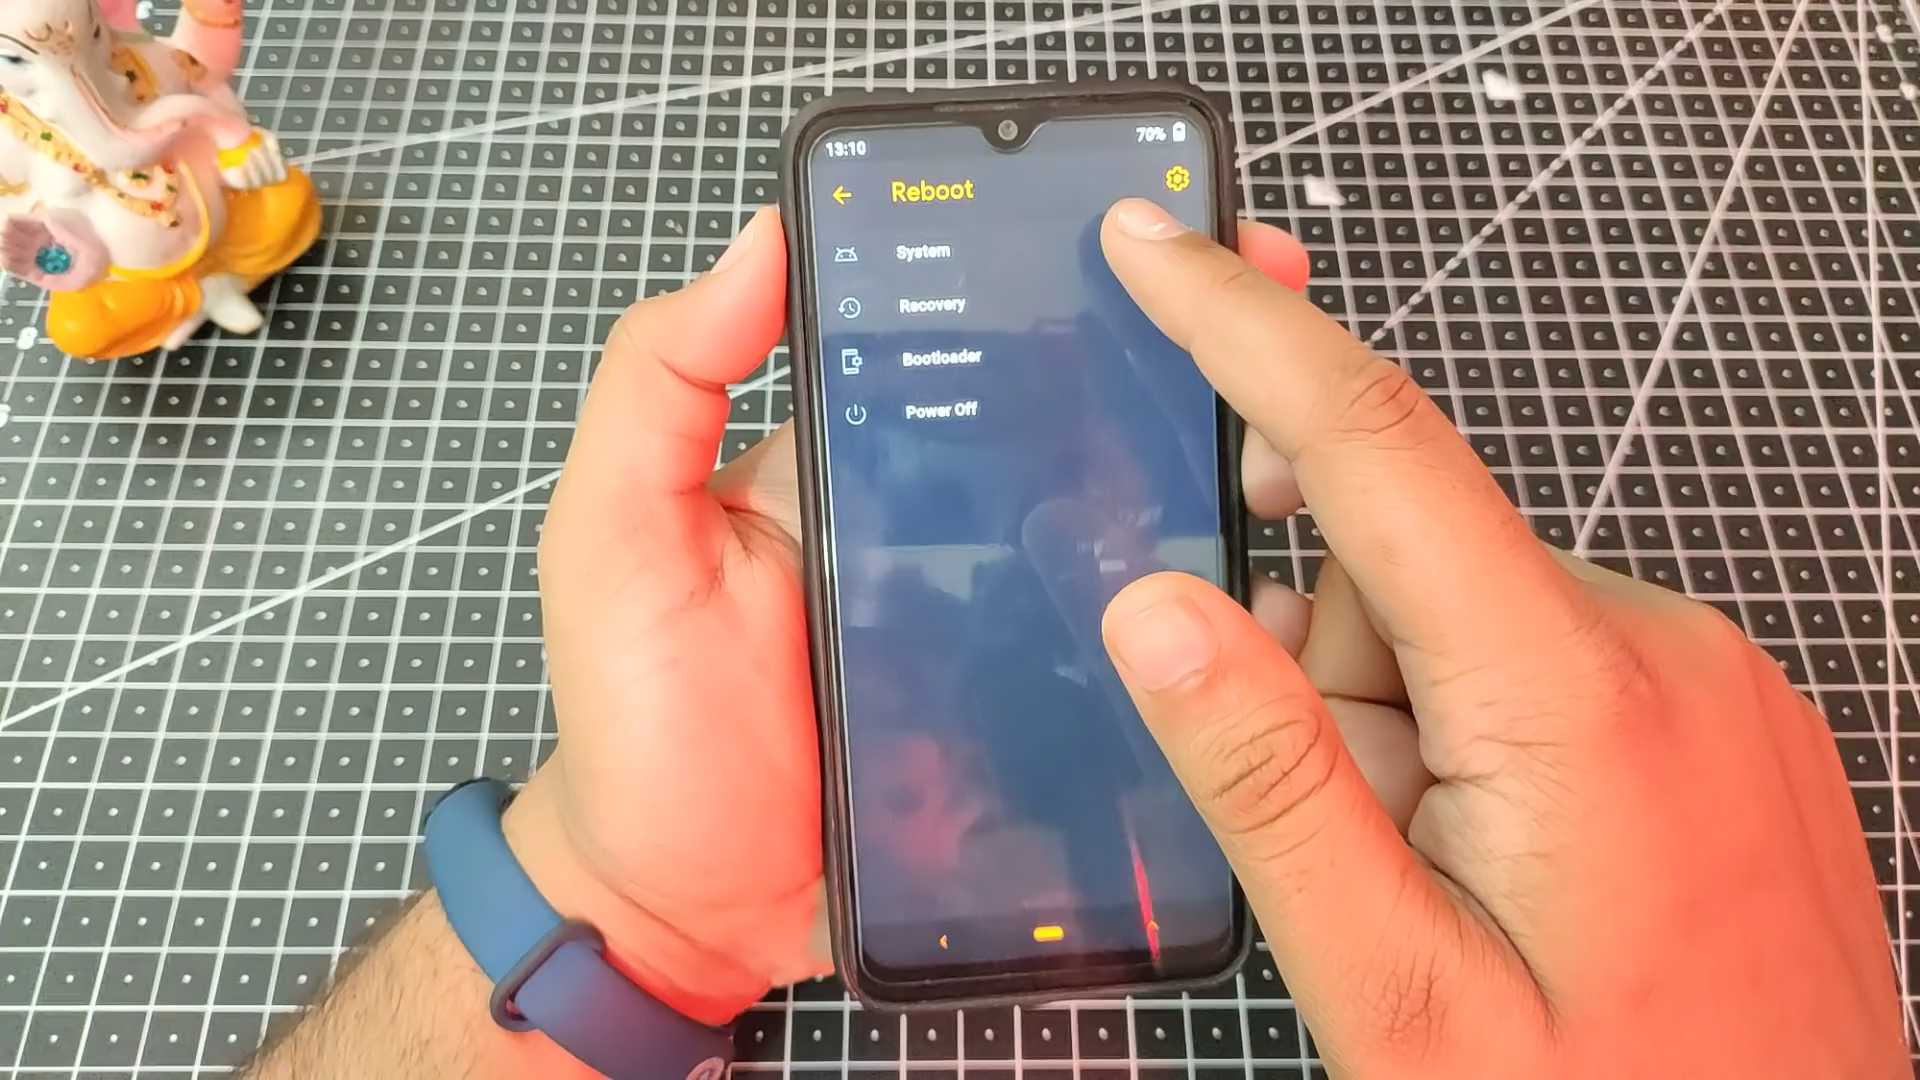 13:10
70%
Reboot
System
Recovery
Bootloader
Power Off